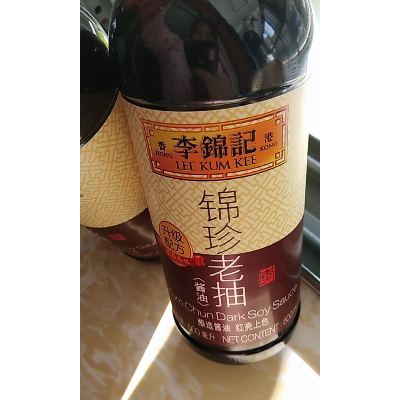 香 李錦記 港
HONG LEE KUM KEE KONG
锦珍老抽
(酱油)
升级
配方
Chun Dark Soy Sauce
酿造酱油 红亮上色
NET CONTENT: